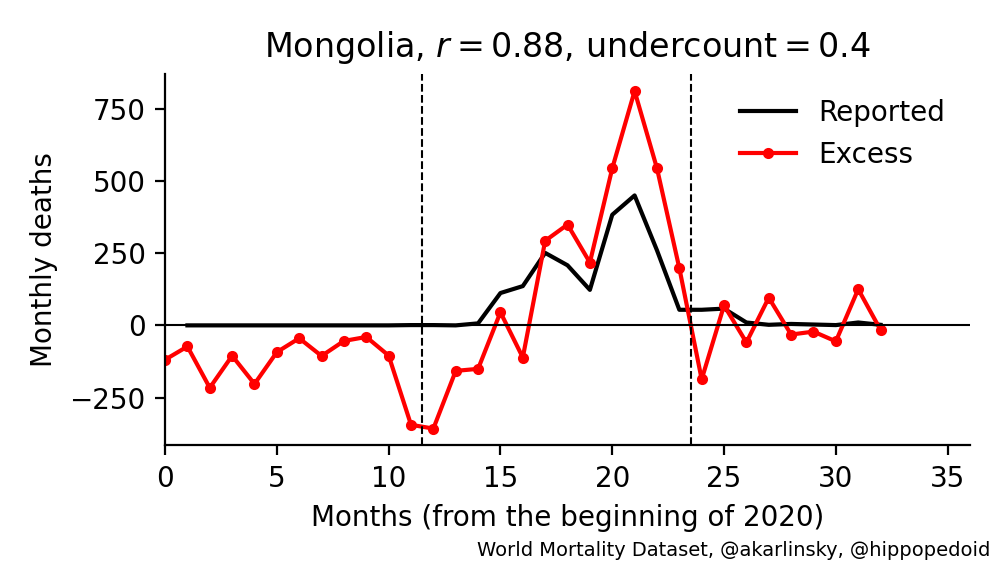 Mongolia, r = 0.88, undercount = 0.4
750
500
250
0
−250
Monthly deaths
Reported
Excess
0 5 10 15 20 25 30 35
Months (from the beginning of 2020)
World Mortality Dataset, @akarlinsky, @hippopedoid